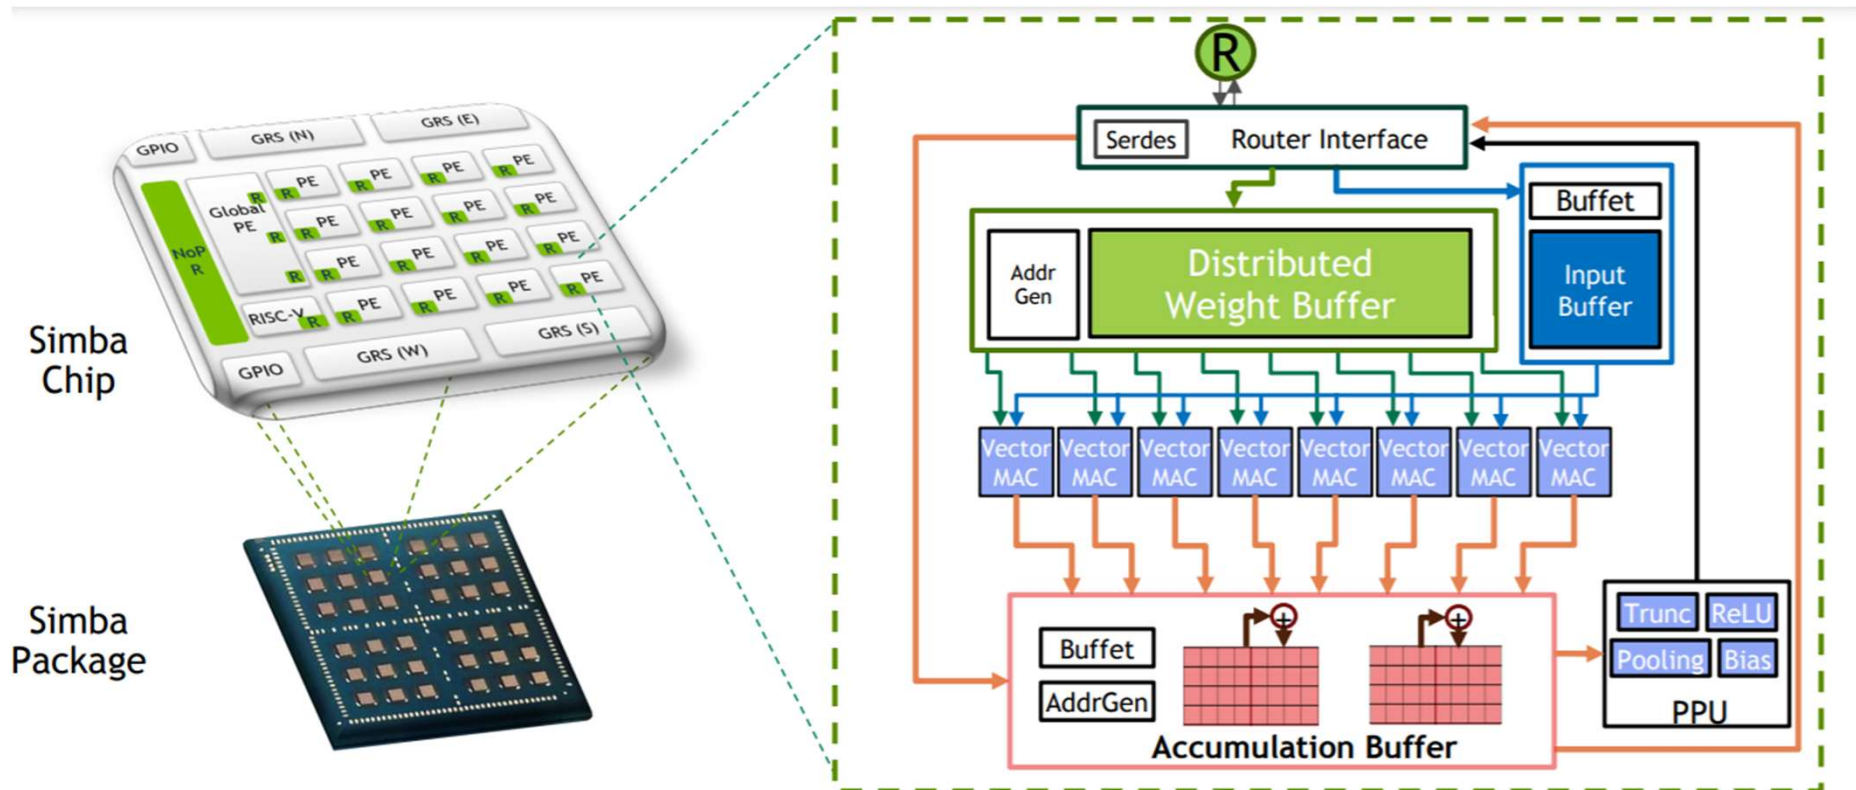 GPIO
GRS (N)
GRS (E)
NoP
R
Global
PE
R
R
R
R PE
R PE
R PE
R PE
R PE
R PE
R PE
R PE
R PE
R PE
R PE
R PE
RISC-V
R
R PE
R PE
R PE
R PE
GPIO
GRS (W)
GRS (S)
Simba
Chip
Simba
Package
R
Serdes
Router Interface
Buffet
Input
Buffer
Addr
Gen
Distributed
Weight Buffer
Vector
MAC
Vector
MAC
Vector
MAC
Vector
MAC
Vector
MAC
Vector
MAC
Vector
MAC
Vector
MAC
Buffet
AddrGen
+
+
Accumulation Buffer
Trunc
ReLU
Pooling
Bias
PPU